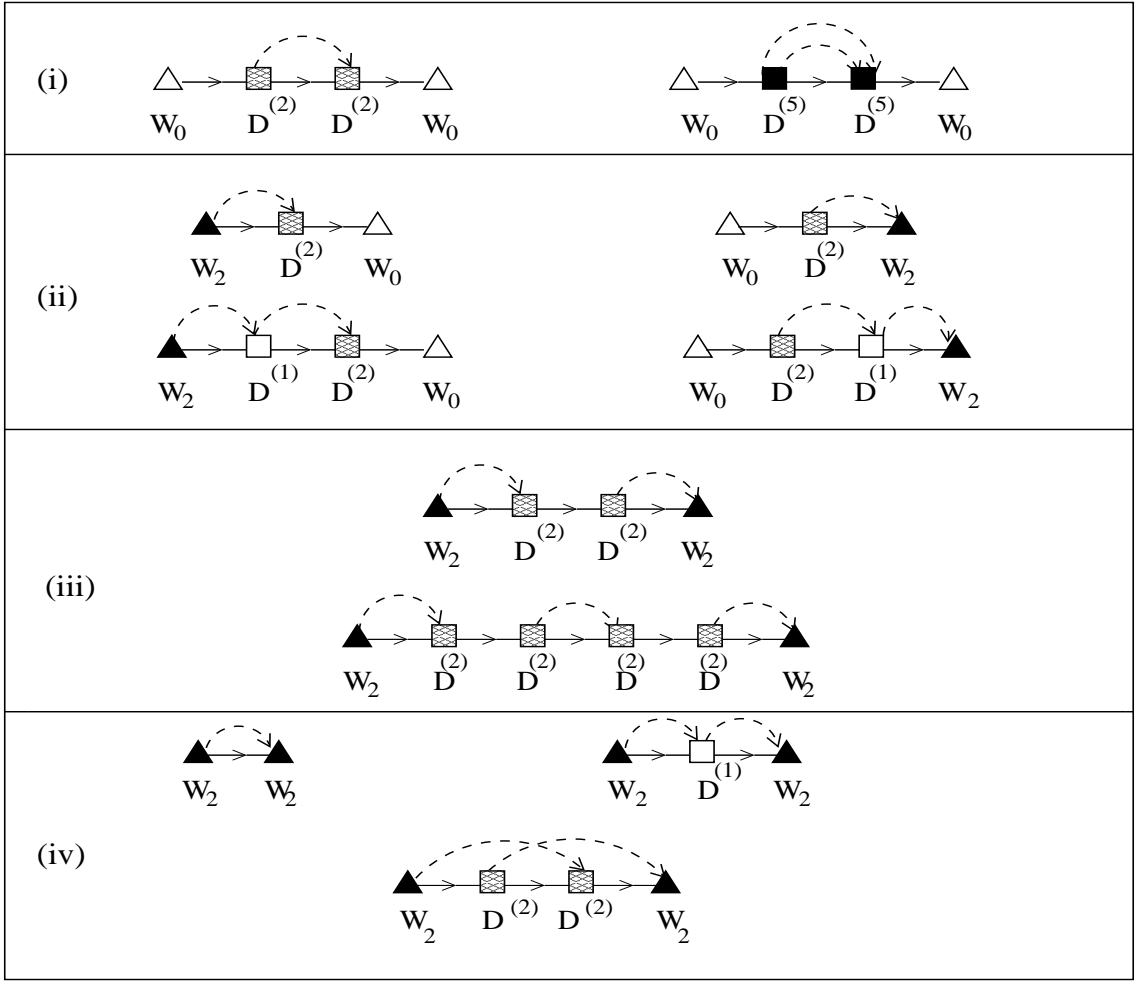 (i)
W0 D(2) D(2) W0
W0 D(5) D(5) W0
(ii)
W2 D(2) W0
W0 D(2) W2
W2 D(1) D(2) W0
W0 D(2) D(1) W2
(iii)
W2 D(2) D(2) W2
W2 D(2) D(2) D(2) D(2) W2
(iv)
W2 W2
W2 D(1) W2
W2 D(2) D(2) W2